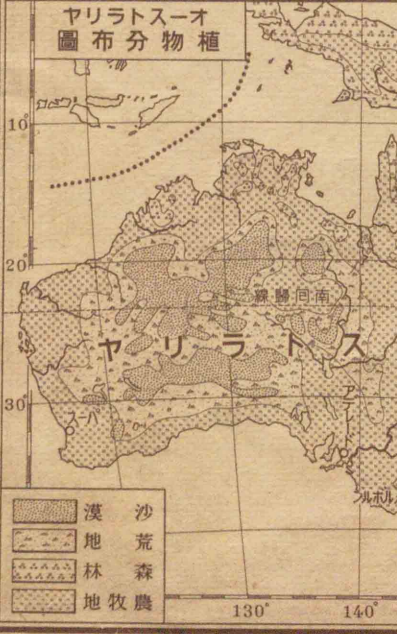 オーストラリヤ
植物分布圖
10°
20°
南回歸線
ストラリヤ
30°
パース
沙漠
荒地
森林
農牧地
130°
140°